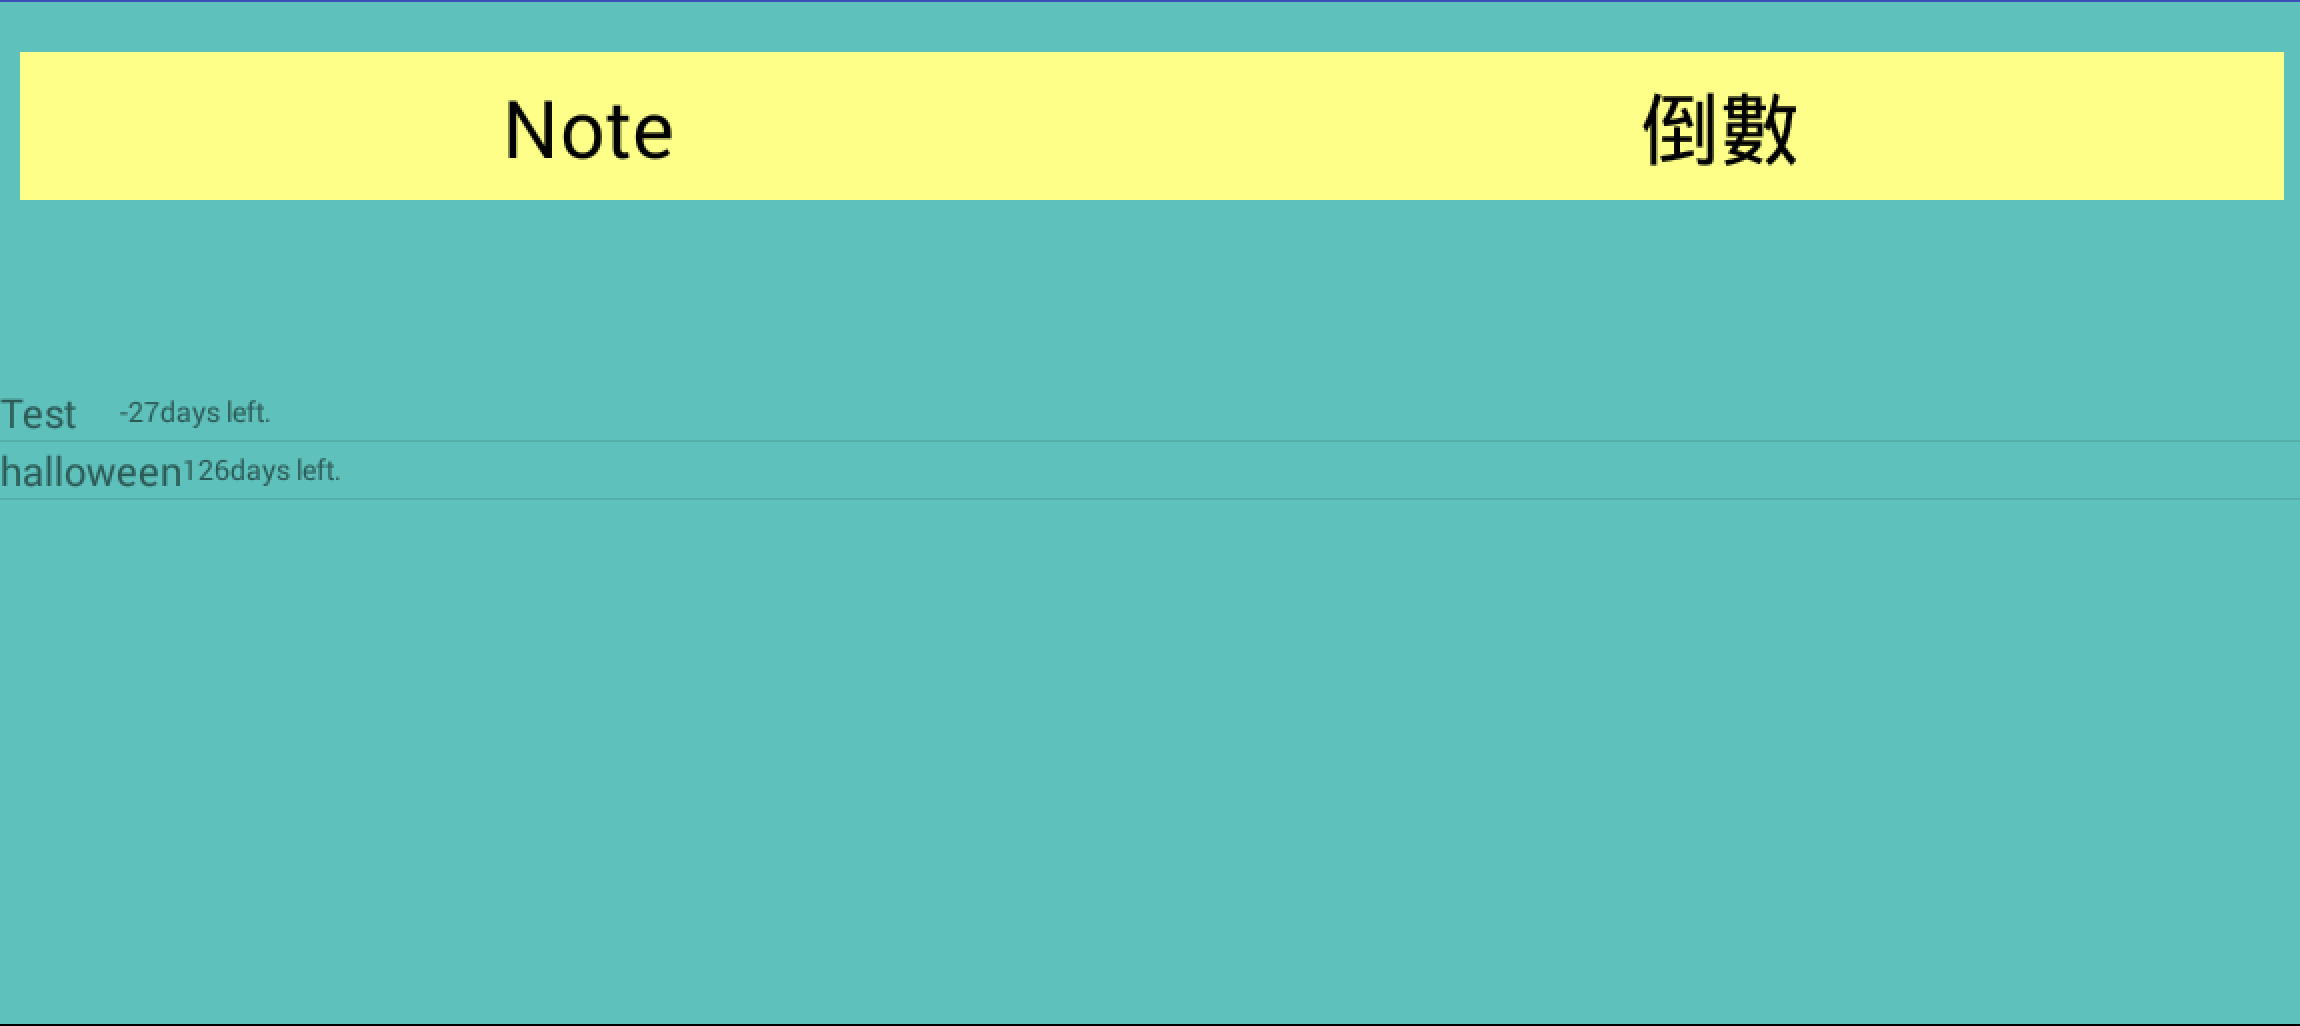 Note 倒數
Test -27days left.
halloween126days left.